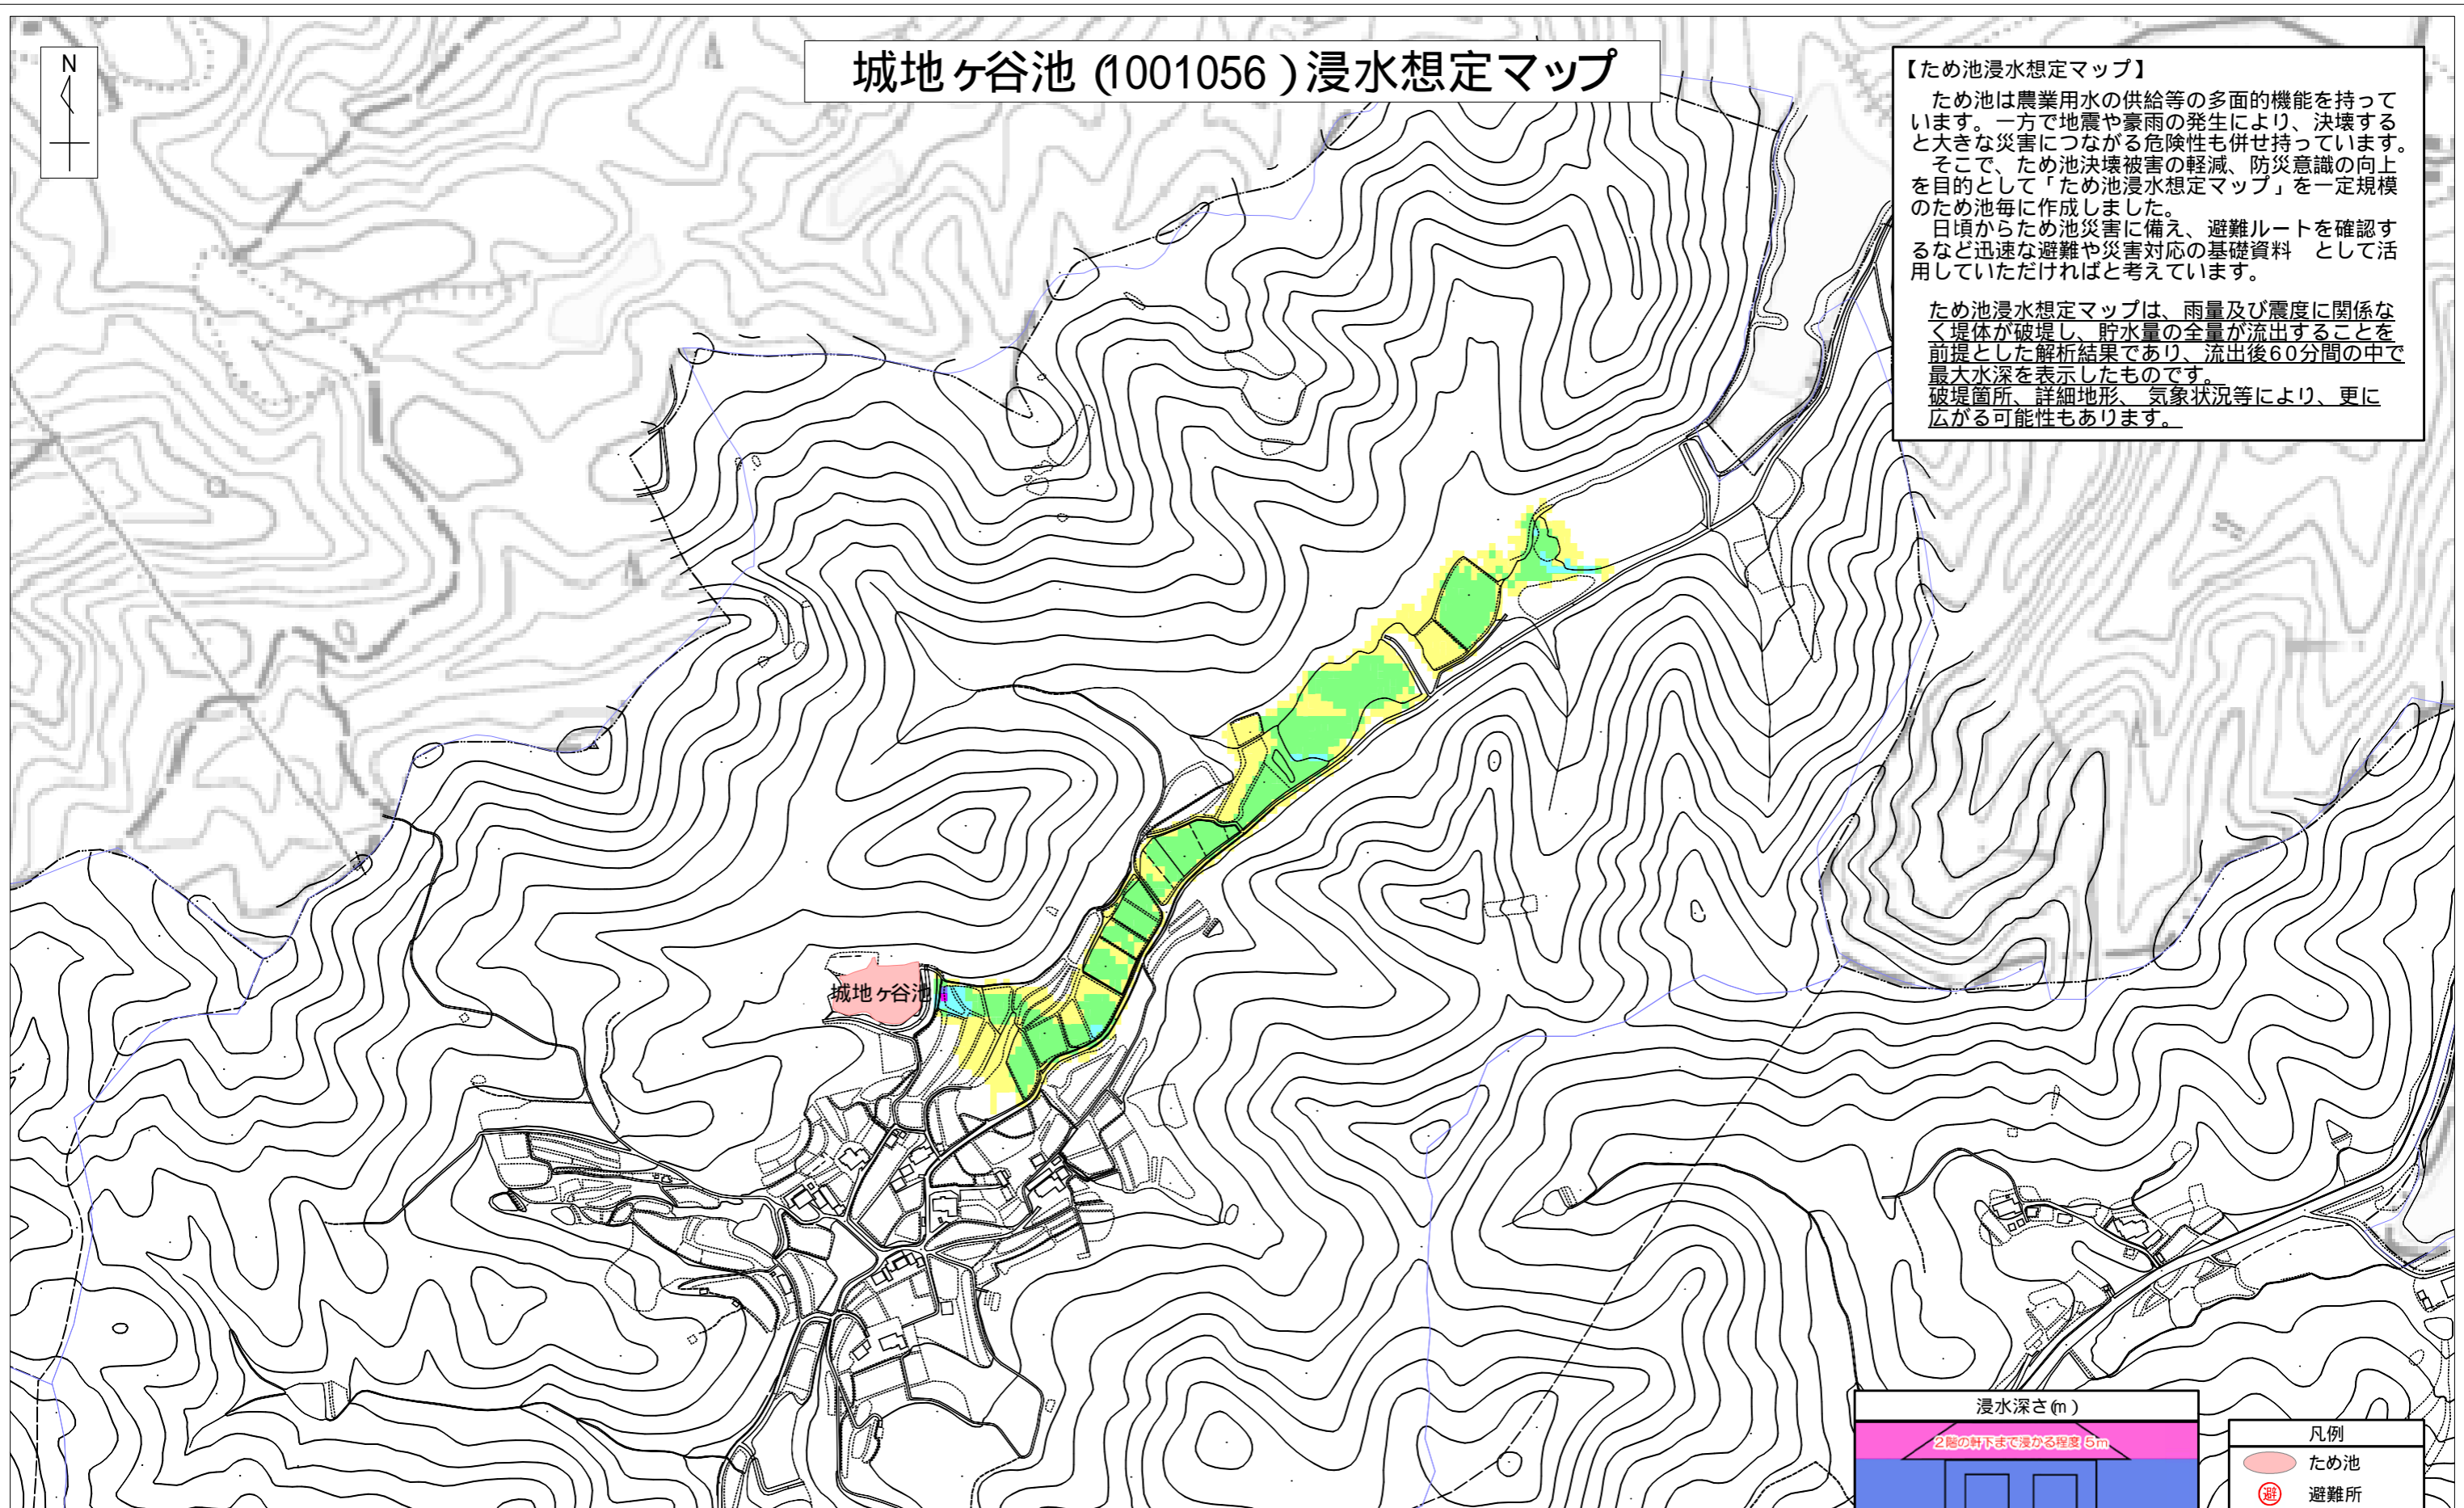 N
城地ヶ谷池(1001056)浸水想定マップ
【ため池浸水想定マップ】
ため池は農業用水の供給等の多面的機能を持って
います。一方で地震や豪雨の発生により、決壊する
と大きな災害につながる危険性も併せ持っています。
そこで、ため池決壊被害の軽減、防災意識の向上
を目的として「ため池浸水想定マップ」を一定規模
のため池毎に作成しました。
日頃からため池災害に備え、避難ルートを確認す
るなど迅速な避難や災害対応の基礎資料 として活
用していただければと考えています。
ため池浸水想定マップは、雨量及び震度に関係な
く堤体が破堤し、貯水量の全量が流出することを
前提とした解析結果であり、流出後60分間の中で
最大水深を表示したものです。
破堤箇所、詳細地形、 気象状況等により、更に
広がる可能性もあります。
城地ヶ谷池
浸水深さ(m)
2階の軒下まで浸かる程度 5m
凡例
ため池
避 避難所